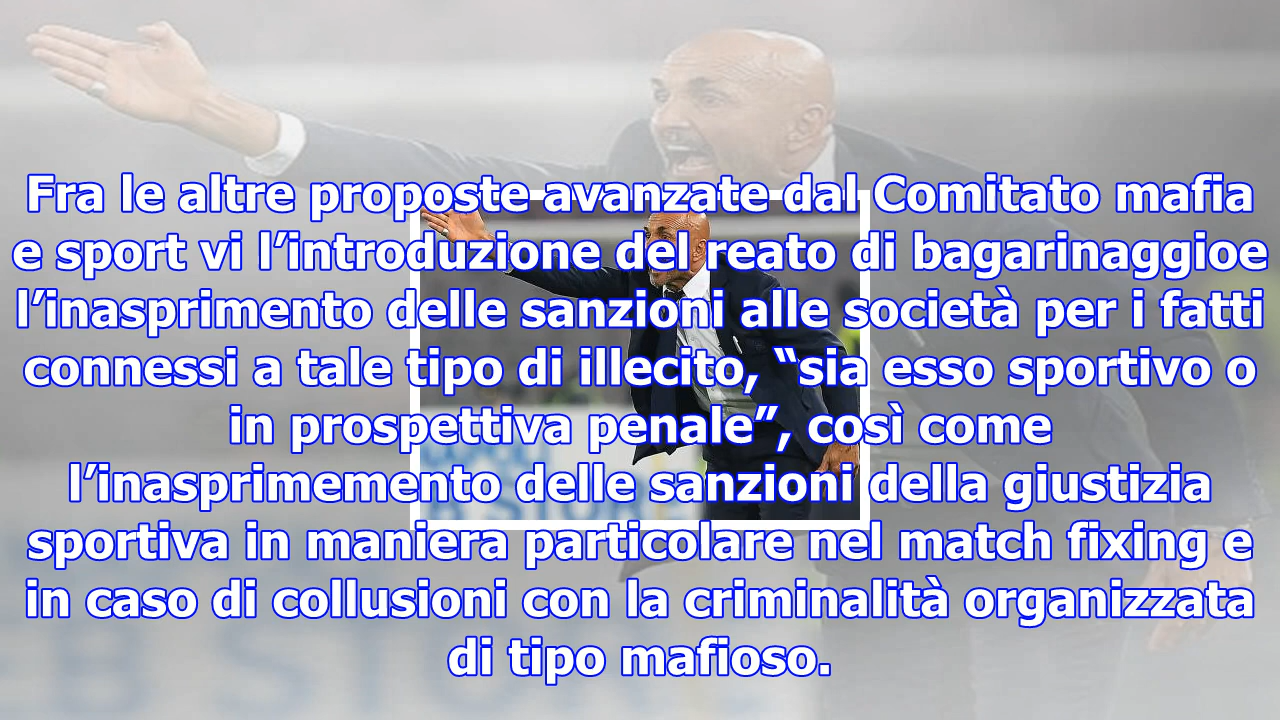 Fra le altre proposte avanzate dal Comitato mafia
e sport vi l’introduzione del reato di bagarinaggioe
l’inasprimento delle sanzioni alle società per i fatti
connessi a tale tipo di illecito, “sia esso sportivo o
in prospettiva penale”, così come
l’inasprimemento delle sanzioni della giustizia
sportiva in maniera particolare nel match fixing e
in caso di collusioni con la criminalità organizzata
di tipo mafioso.
B STORE
EB STORE